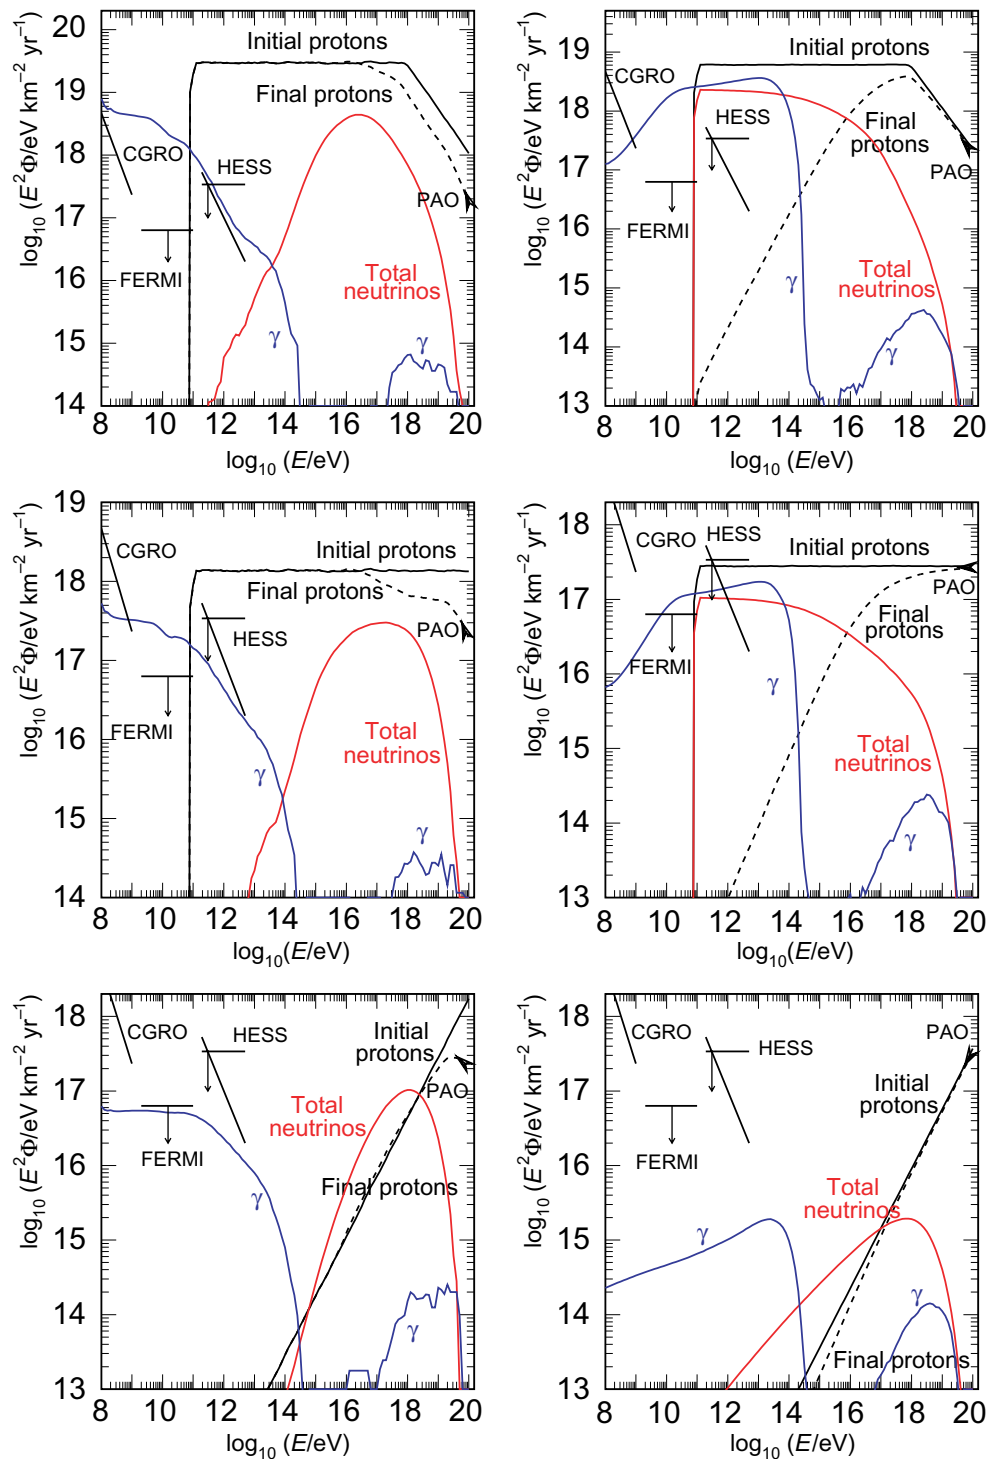 log10 (E²Φ/eV km⁻² yr⁻¹)
20
19
18
17
16
15
14
Initial protons
Final protons
CGRO
HESS
PAO
FERMI
Total
neutrinos
γ
γ
8 10 12 14 16 18 20
log10 (E/eV)
log10 (E²Φ/eV km⁻² yr⁻¹)
19
18
17
16
15
14
13
Initial protons
CGRO
HESS
Final
protons
PAO
FERMI
Total
neutrinos
γ
γ
8 10 12 14 16 18 20
log10 (E/eV)
log10 (E²Φ/eV km⁻² yr⁻¹)
19
18
17
16
15
14
CGRO
Initial protons
Final protons
HESS
PAO
FERMI
Total
neutrinos
γ
γ
8 10 12 14 16 18 20
log10(E/eV)
log10 (E²Φ/eV km⁻² yr⁻¹)
18
17
16
15
14
13
CGRO
HESS
Initial protons
PAO
Final
protons
FERMI
Total
neutrinos
γ
γ
8 10 12 14 16 18 20
log10(E/eV)
log10 (E²Φ/eV km⁻² yr⁻¹)
18
17
16
15
14
13
CGRO
HESS
Initial
protons
PAO
Total
neutrinos
FERMI
Final protons
γ
γ
8 10 12 14 16 18 20
log10 (E/eV)
log10 (E²Φ/eV km⁻² yr⁻¹)
18
17
16
15
14
13
CGRO
HESS
PAO
Initial
protons
FERMI
Total
neutrinos
γ
γ
Final protons
8 10 12 14 16 18 20
log10 (E/eV)